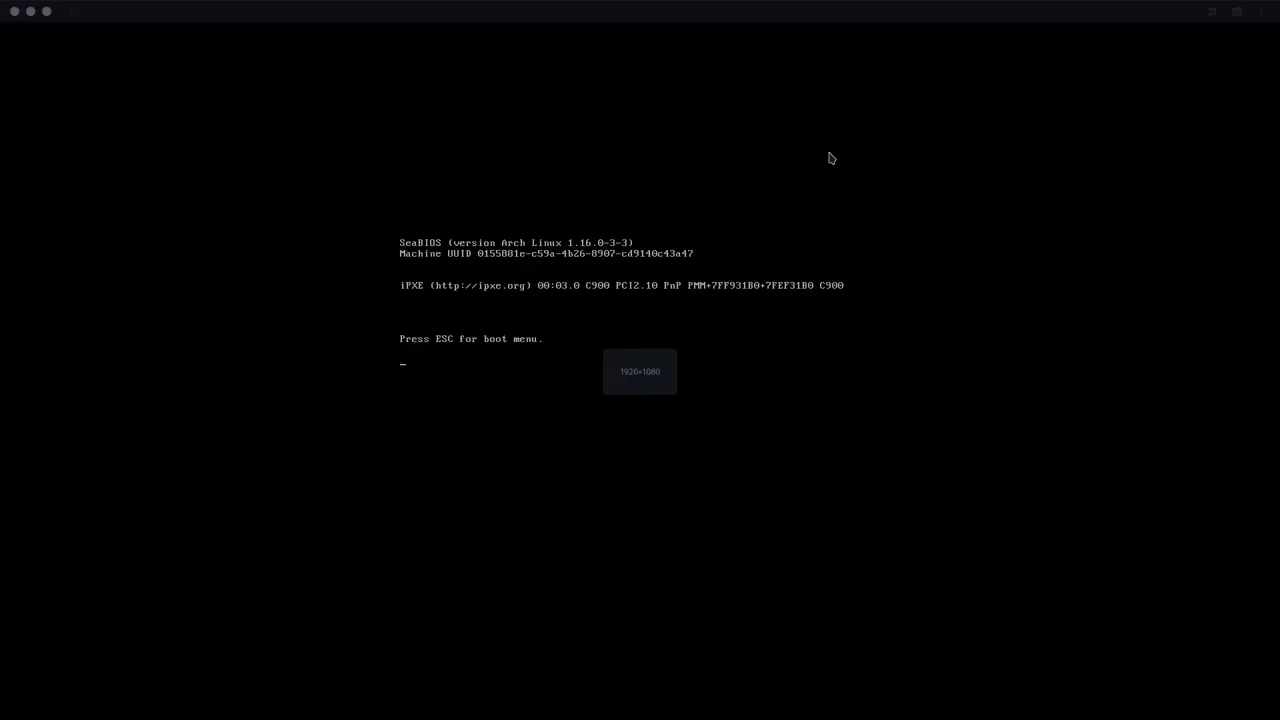 SeaBIOS (version Arch Linux 1.16.0-3-3)
Machine UUID 0155881e-c59a-4b26-8907-cd9140c43a47
iPXE (http://ipxe.org) 00:03.0 C900 PCI2.10 PnP PMM+7FF931B0+7FEF31B0 C900
Press ESC for boot menu.
1920×1080